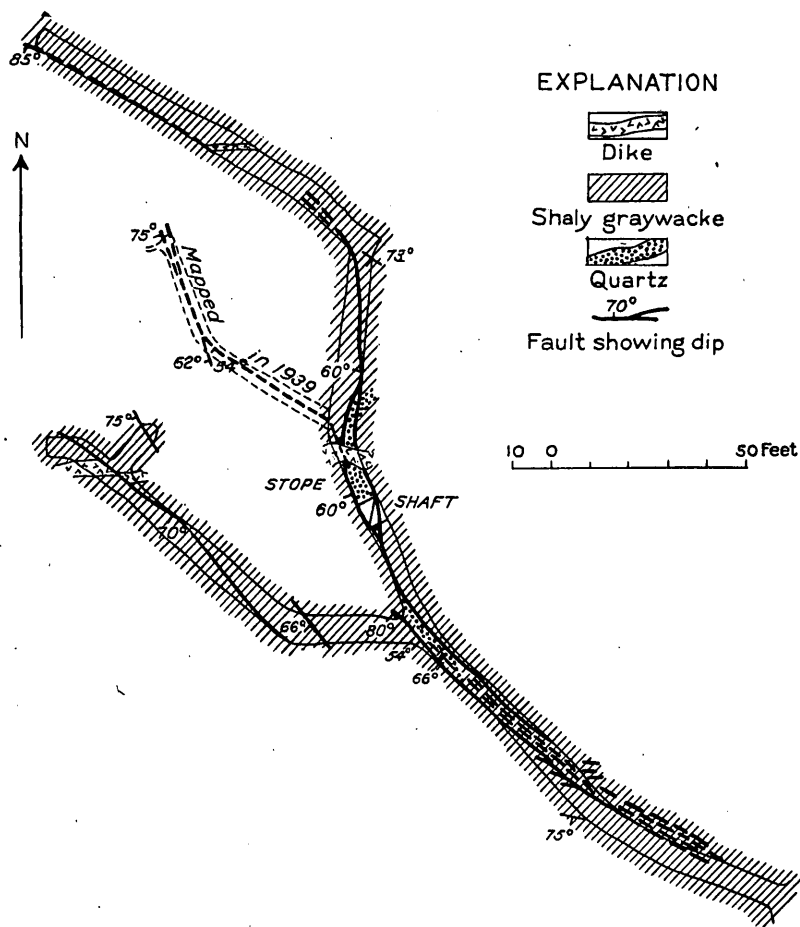 85°
N
EXPLANATION
Dike
Shaly graywacke
Quartz
70°
Fault showing dip
10 0 50 Feet
75°
Mapped
in 1939
73°
62° 54°
60°
75°
STOPE
SHAFT
60°
70°
66°
80°
54°
66°
75°